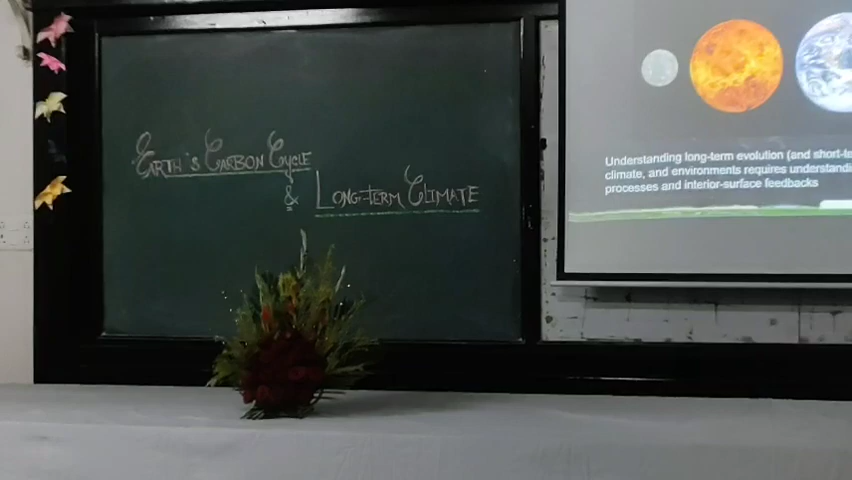 Earth's Carbon Cycle
&
Long-term Climate
Understanding long-term evolution (and short-te
climate, and environments requires understandi
processes and interior-surface feedbacks